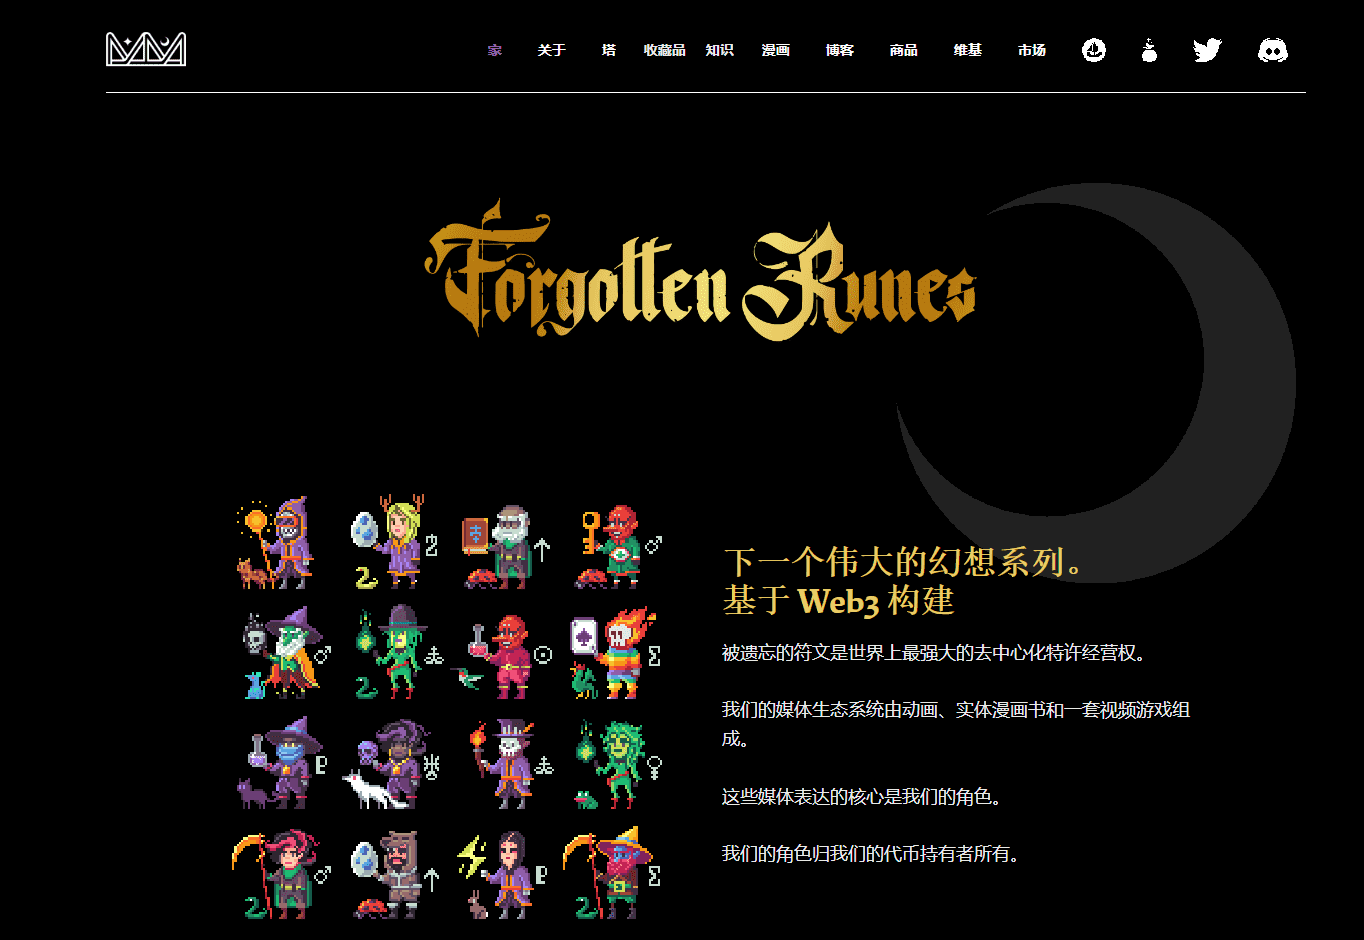 家 关于 塔 收藏品 知识 漫画 博客 商品 维基 市场
Forgotten Runes
下一个伟大的幻想系列。
基于 Web3 构建
被遗忘的符文是世界上最强大的去中心化特许经营权。
我们的媒体生态系统由动画、实体漫画书和一套视频游戏组
成。
这些媒体表达的核心是我们的角色。
我们的角色归我们的代币持有者所有。